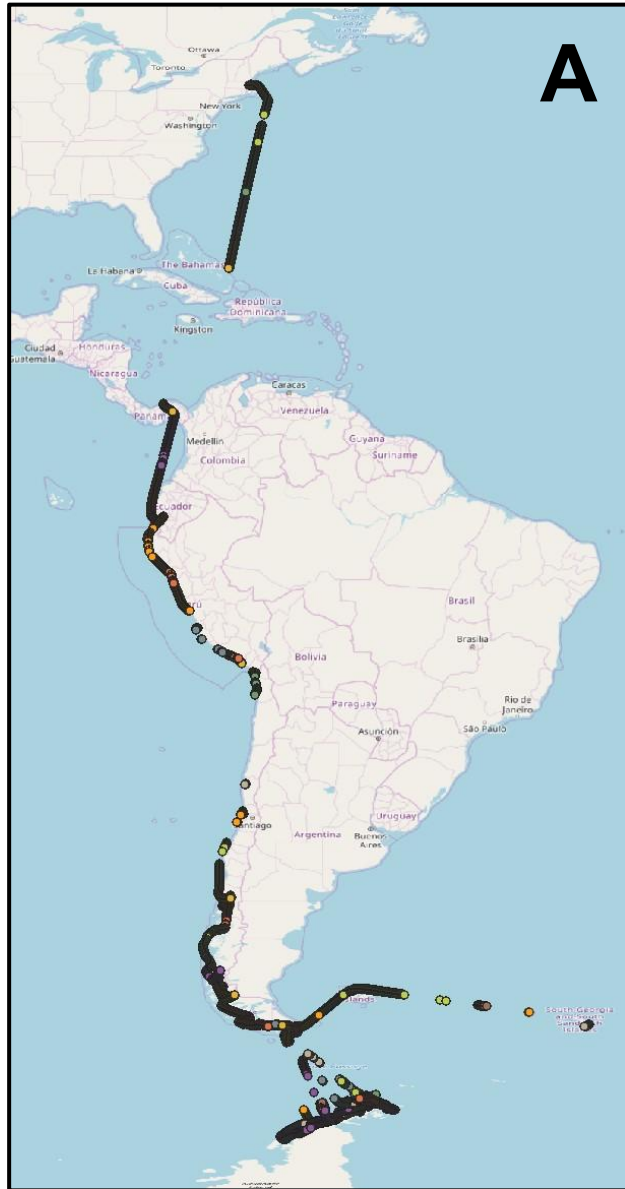 A
Ottawa
Toronto
New York
Washington
The Bahamas
La Habana
Cuba
República
Dominicana
Kingston
Honduras
Ciudad
Guatemala
Nicaragua
Caracas
Panam
Venezuela
Medellín
Guyana
Colombia
Suriname
Ecuador
Brasil
Brasília
Bolivia
Rio de
Janeiro
Paraguay
São Paulo
Asunción
Uruguay
Santiago
Argentina
Buenos
Aires
South Georgia
and South